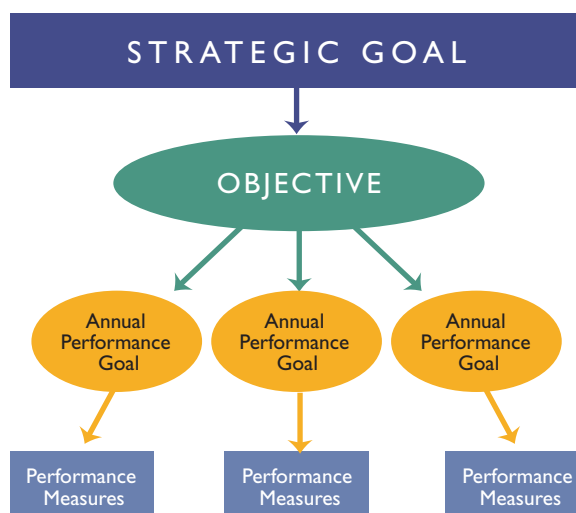 STRATEGIC GOAL
OBJECTIVE
Annual
Performance
Goal
Annual
Performance
Goal
Annual
Performance
Goal
Performance
Measures
Performance
Measures
Performance
Measures